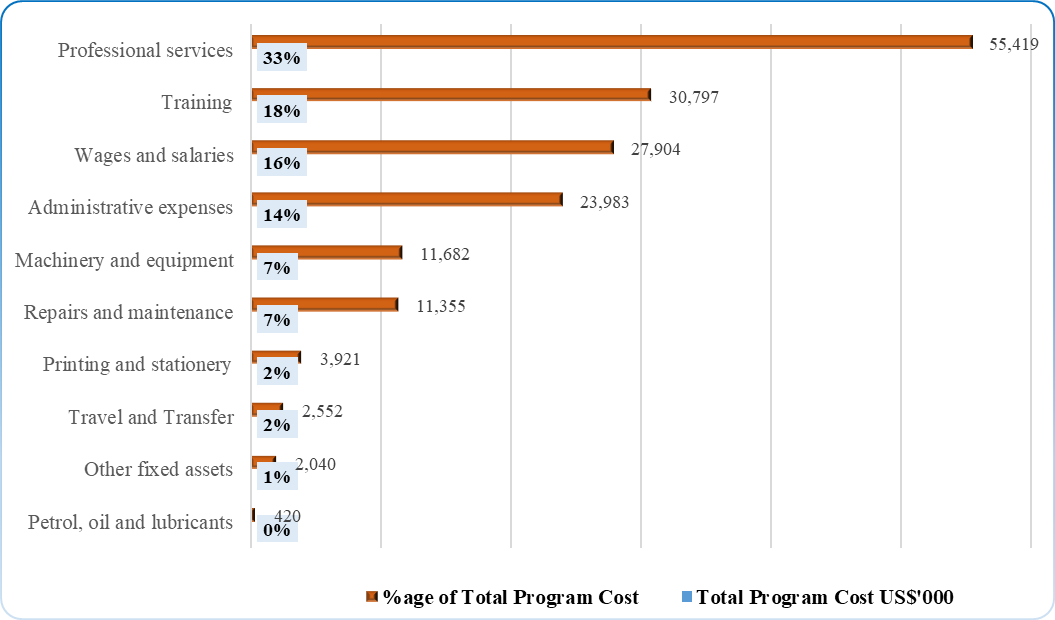 Professional services 55,419
33%
Training 30,797
18%
Wages and salaries 27,904
16%
Administrative expenses 23,983
14%
Machinery and equipment 11,682
7%
Repairs and maintenance 11,355
7%
Printing and stationery 3,921
2%
Travel and Transfer 2,552
2%
Other fixed assets 2,040
1%
Petrol, oil and lubricants 420
0%
%age of Total Program Cost Total Program Cost US$'000